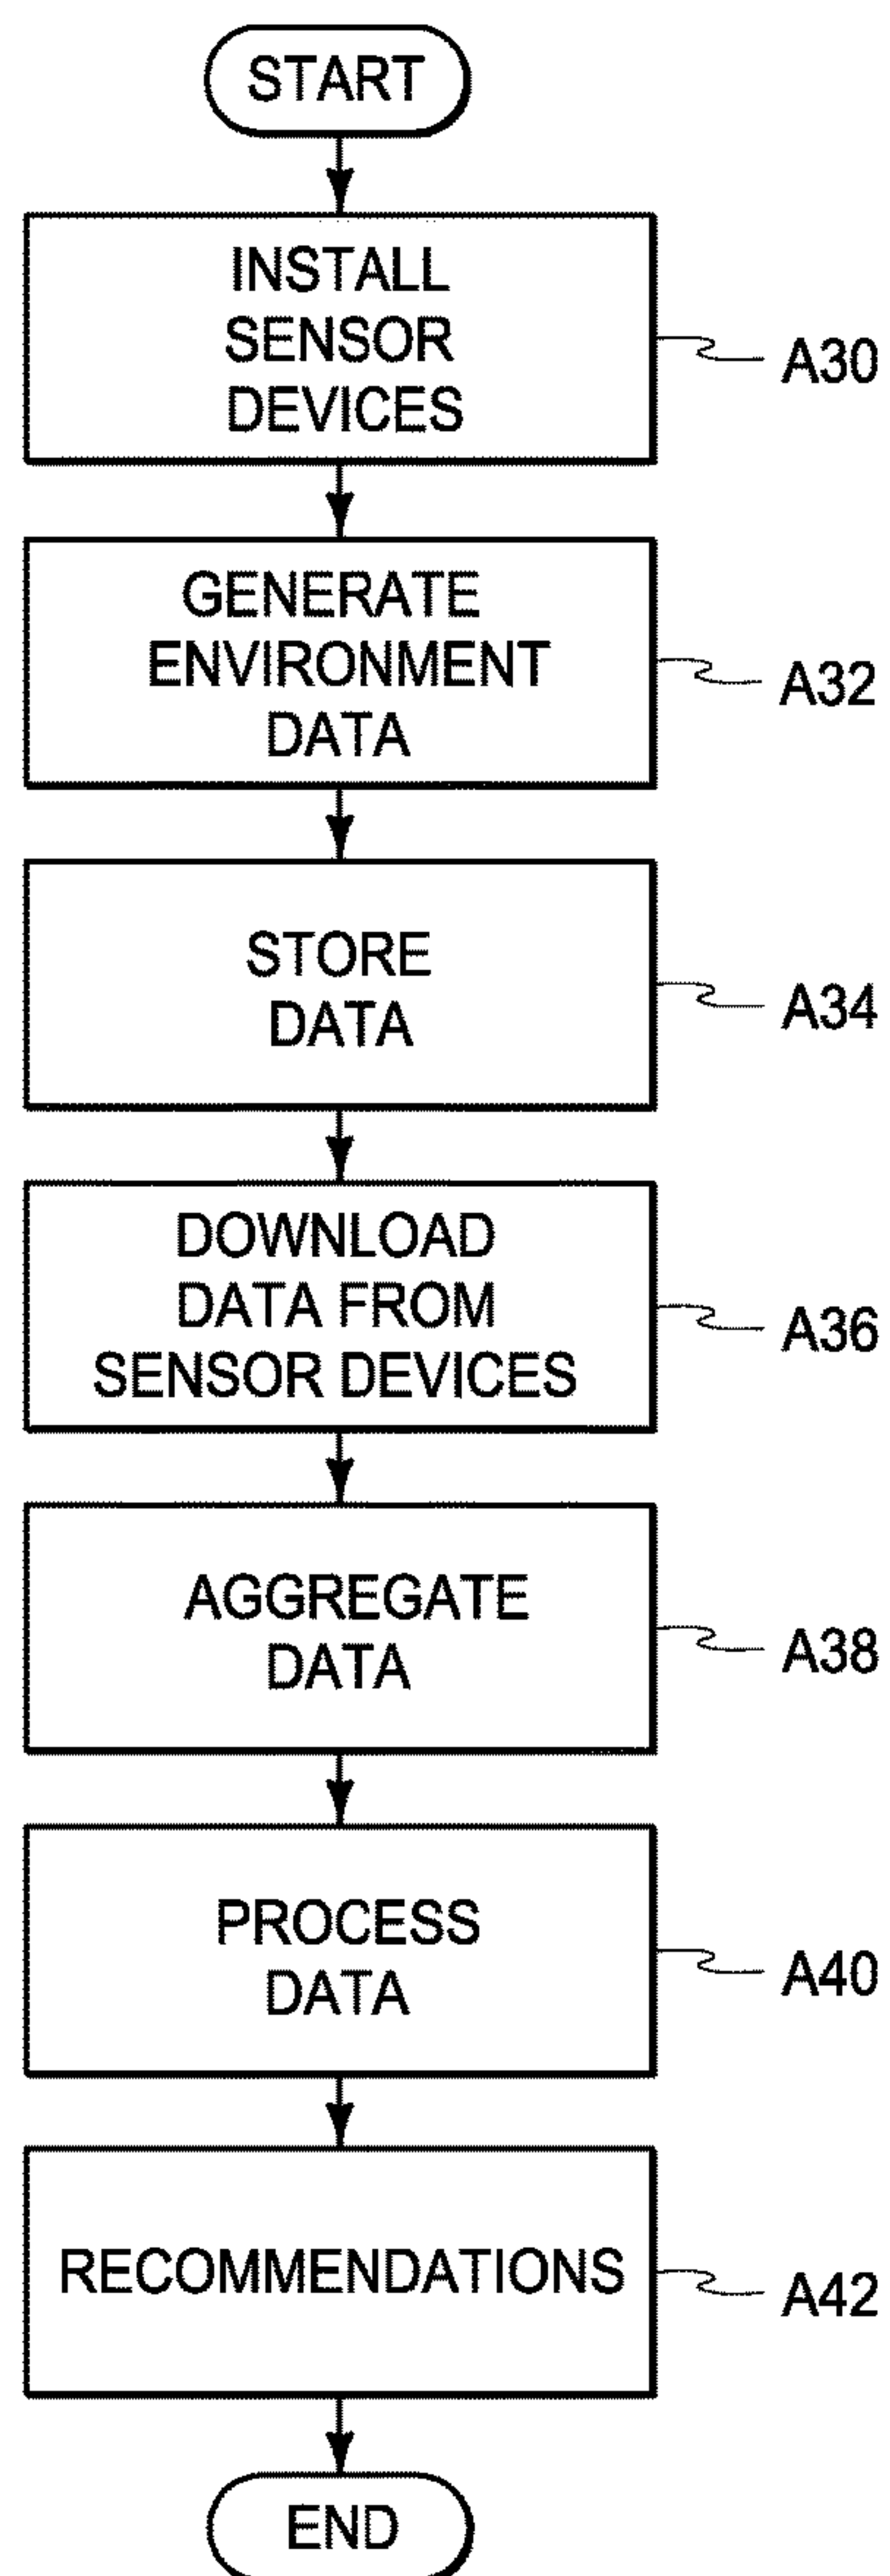 START
INSTALL
SENSOR
DEVICES
A30
GENERATE
ENVIRONMENT
DATA
A32
STORE
DATA
A34
DOWNLOAD
DATA FROM
SENSOR DEVICES
A36
AGGREGATE
DATA
A38
PROCESS
DATA
A40
RECOMMENDATIONS
A42
END